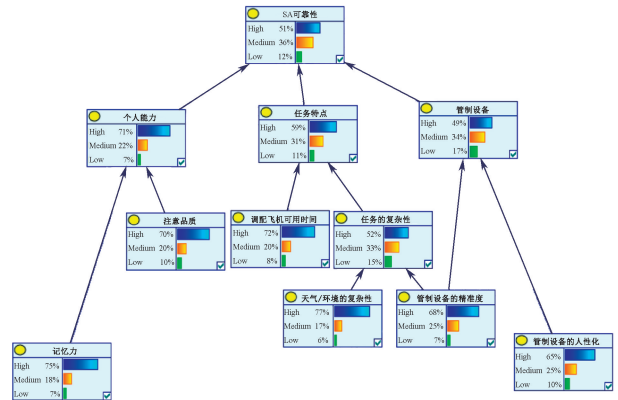 SA可靠性
High 51%
Medium 36%
Low 12%
个人能力
High 71%
Medium 22%
Low 7%
任务特点
High 59%
Medium 31%
Low 11%
管制设备
High 49%
Medium 34%
Low 17%
注意品质
High 70%
Medium 20%
Low 10%
调配飞机可用时间
High 72%
Medium 20%
Low 8%
任务的复杂性
High 52%
Medium 33%
Low 15%
天气/环境的复杂性
High 77%
Medium 17%
Low 6%
管制设备的精准度
High 68%
Medium 25%
Low 7%
管制设备的人性化
High 65%
Medium 25%
Low 10%
记忆力
High 75%
Medium 18%
Low 7%